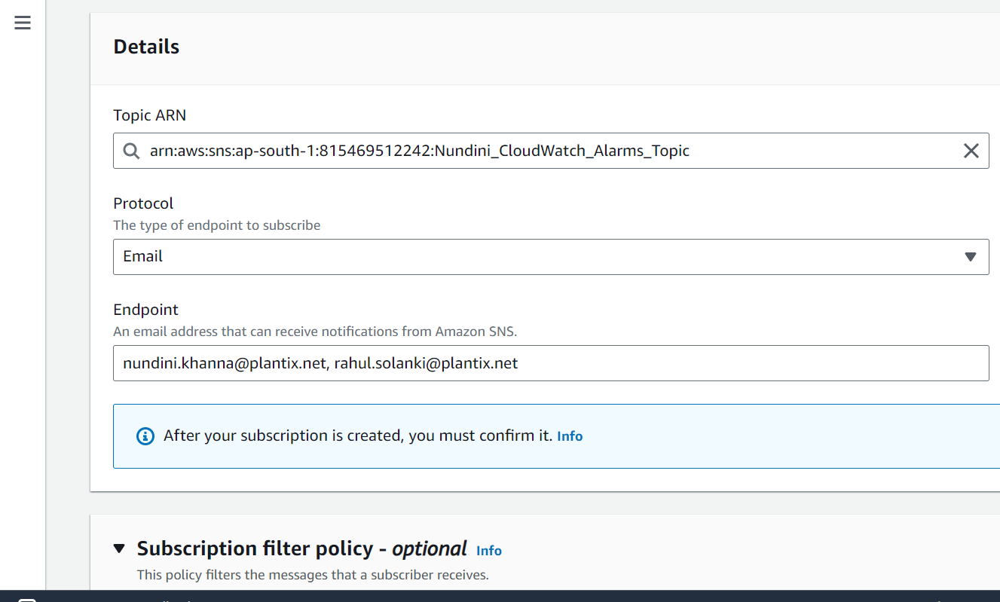 Details
Topic ARN
arn:aws:sns:ap-south-1:815469512242:Nundini_CloudWatch_Alarms_Topic
Protocol
The type of endpoint to subscribe
Email
Endpoint
An email address that can receive notifications from Amazon SNS.
nundini.khanna@plantix.net, rahul.solanki@plantix.net
After your subscription is created, you must confirm it. Info
Subscription filter policy - optional Info
This policy filters the messages that a subscriber receives.